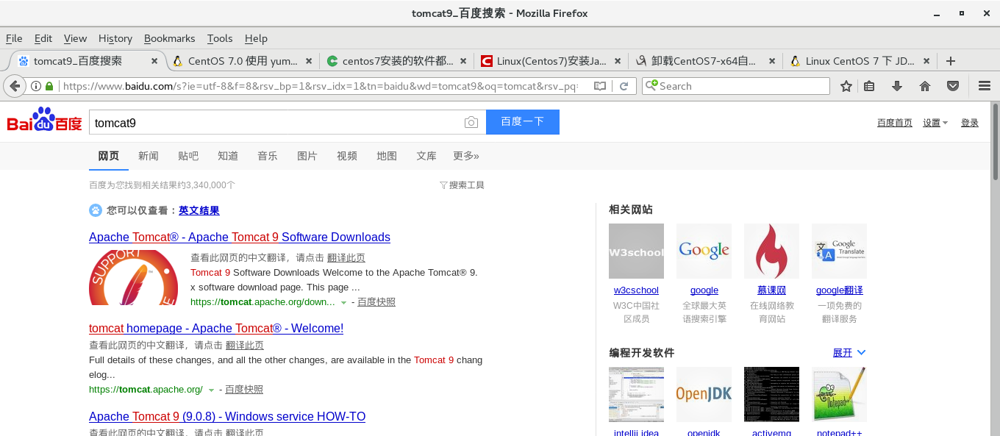 tomcat9_百度搜索 - Mozilla Firefox
File Edit View History Bookmarks Tools Help
tomcat9_百度搜索
CentOS 7.0 使用 yum...
centos7安装的软件都...
Linux(Centos7)安装Ja...
卸载CentOS7-x64自...
Linux CentOS 7 下 JD...
https://www.baidu.com/s?ie=utf-8&f=8&rsv_bp=1&rsv_idx=1&tn=baidu&wd=tomcat9&oq=tomcat&rsv_pq=
Search
Bai du 百度
tomcat9
百度一下
百度首页 设置 登录
网页 新闻 贴吧 知道 音乐 图片 视频 地图 文库 更多»
百度为您找到相关结果约3,340,000个
搜索工具
您可以仅查看：英文结果
Apache Tomcat® - Apache Tomcat 9 Software Downloads
SUPPORT
查看此网页的中文翻译，请点击 翻译此页
Tomcat 9 Software Downloads Welcome to the Apache Tomcat® 9.
x software download page. This page ...
https://tomcat.apache.org/down... - 百度快照
tomcat homepage - Apache Tomcat® - Welcome!
查看此网页的中文翻译，请点击 翻译此页
Full details of these changes, and all the other changes, are available in the Tomcat 9 chang
elog...
https://tomcat.apache.org/ - 百度快照
Apache Tomcat 9 (9.0.8) - Windows service HOW-TO
查看此网页的中文翻译，请点击 翻译此页
相关网站
W3school
Google
Google
Translate
文 A
w3cschool google 慕课网 google翻译
W3C中国社 全球最大英 在线网络教 一项免费的
区成员 语搜索引擎 育网站 翻译服务
编程开发软件 展开
OpenJDK
notepad++
intellij idea openjdk activemq notepad++